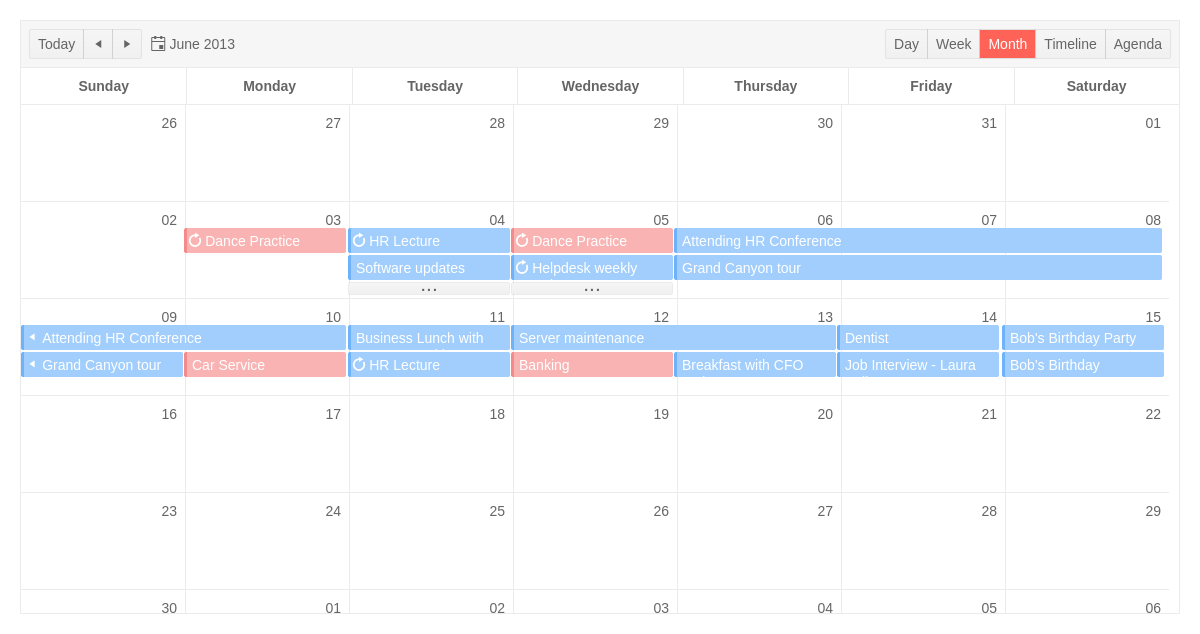 Today June 2013 Day Week Month Timeline Agenda
Sunday Monday Tuesday Wednesday Thursday Friday Saturday
26 27 28 29 30 31 01
02 03 04 05 06 07 08
Dance Practice HR Lecture Dance Practice Attending HR Conference
Software updates Helpdesk weekly Grand Canyon tour
... ...
09 10 11 12 13 14 15
Attending HR Conference Business Lunch with Server maintenance Dentist Bob's Birthday Party
Grand Canyon tour Car Service HR Lecture Banking Breakfast with CFO Job Interview - Laura Bob's Birthday
16 17 18 19 20 21 22
23 24 25 26 27 28 29
30 01 02 03 04 05 06